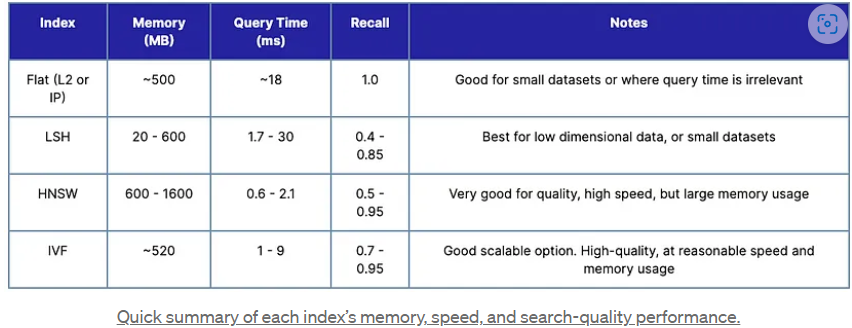 Index Memory (MB) Query Time (ms) Recall Notes
Flat (L2 or IP) ~500 ~18 1.0 Good for small datasets or where query time is irrelevant
LSH 20 - 600 1.7 - 30 0.4 - 0.85 Best for low dimensional data, or small datasets
HNSW 600 - 1600 0.6 - 2.1 0.5 - 0.95 Very good for quality, high speed, but large memory usage
IVF ~520 1 - 9 0.7 - 0.95 Good scalable option. High-quality, at reasonable speed and memory usage
Quick summary of each index's memory, speed, and search-quality performance.